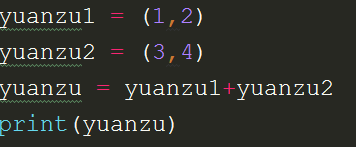 yuanzu1 = (1,2)
yuanzu2 = (3,4)
yuanzu = yuanzu1+yuanzu2
print(yuanzu)